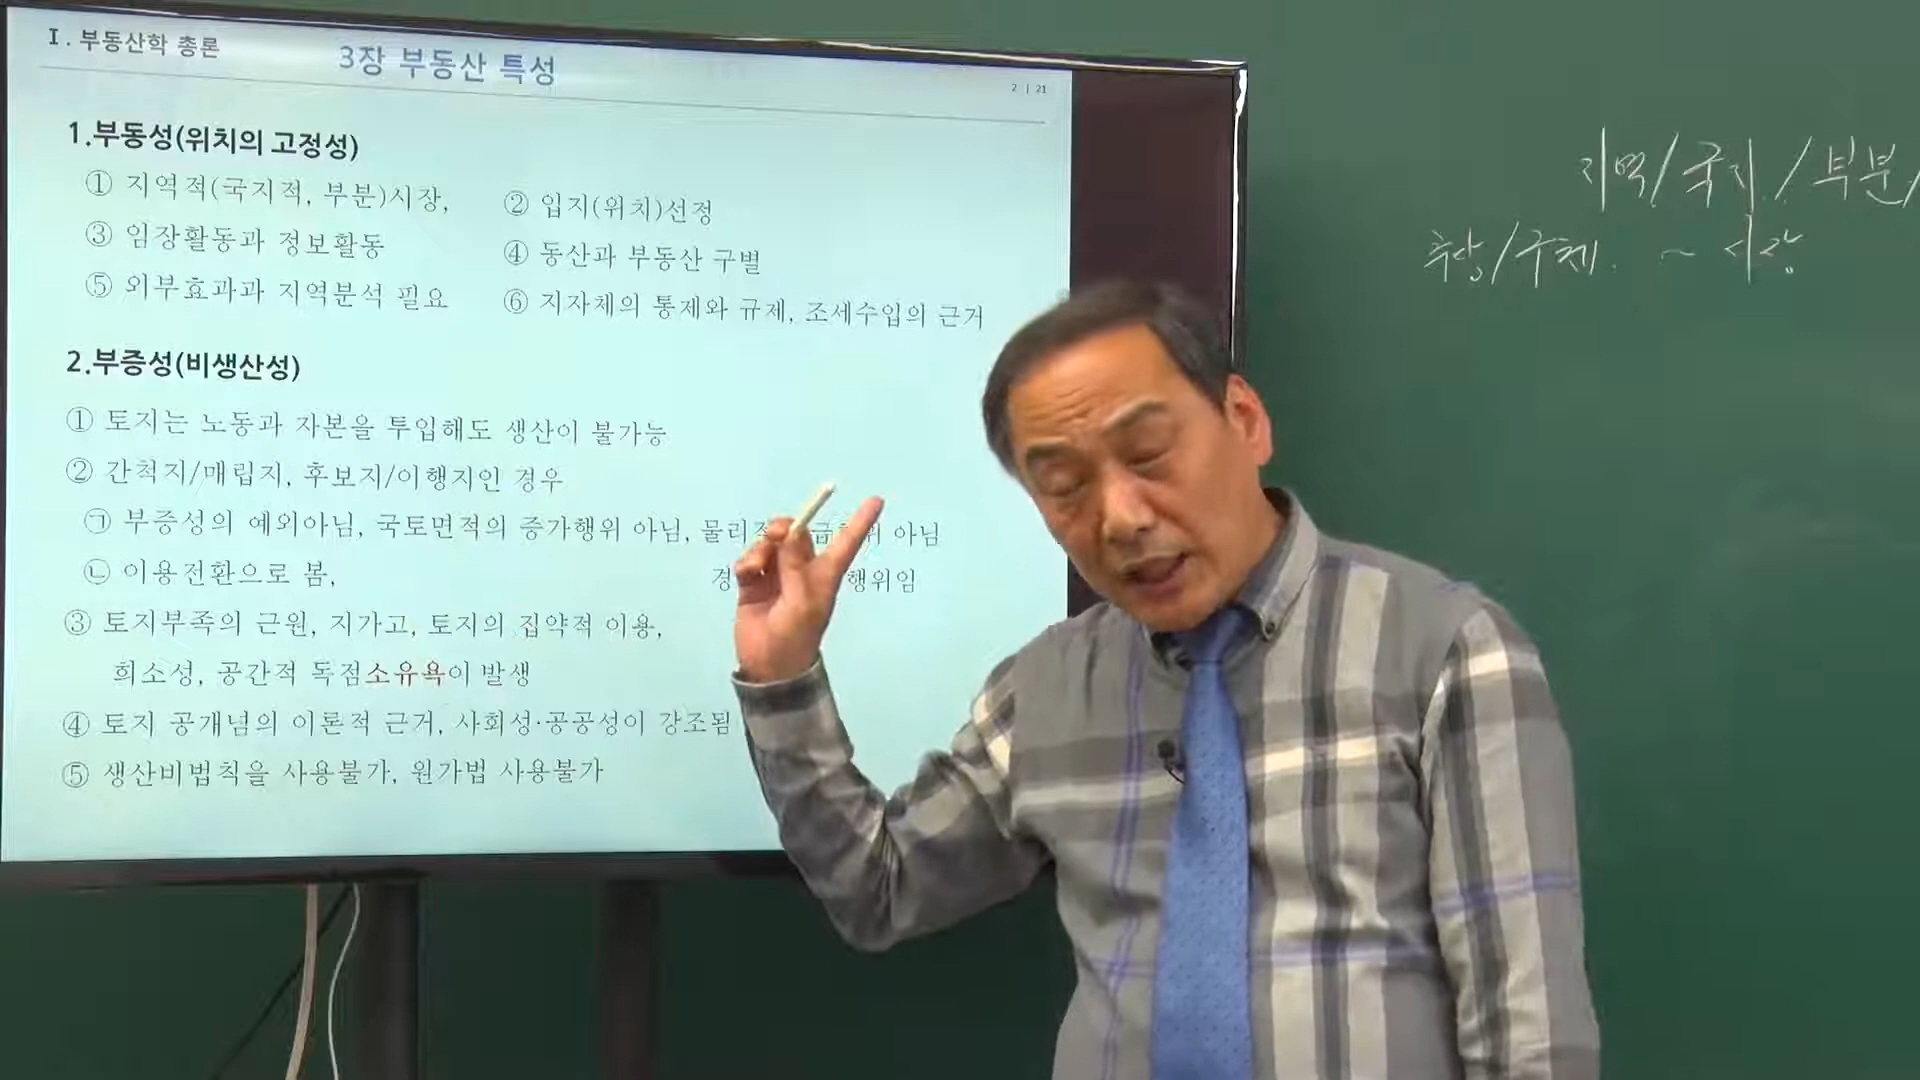 Ⅰ. 부동산학 총론
3장 부동산 특성
2 | 21
1.부동성(위치의 고정성)
① 지역적(국지적, 부분)시장, ② 입지(위치)선정
③ 임장활동과 정보활동 ④ 동산과 부동산 구별
⑤ 외부효과과 지역분석 필요 ⑥ 지자체의 통제와 규제, 조세수입의 근거
2.부증성(비생산성)
① 토지는 노동과 자본을 투입해도 생산이 불가능
② 간척지/매립지, 후보지/이행지인 경우
㉠ 부증성의 예외아님, 국토면적의 증가행위 아님, 아님
㉡ 이용전환으로 봄, 행위임
③ 토지부족의 근원, 지가고, 토지의 집약적 이용,
희소성, 공간적 독점소유욕이 발생
④ 토지 공개념의 이론적 근거, 사회성·공공성이 강조됨
⑤ 생산비법칙을 사용불가, 원가법 사용불가
지역/국지/부분/
추상/구체. ~ 시장